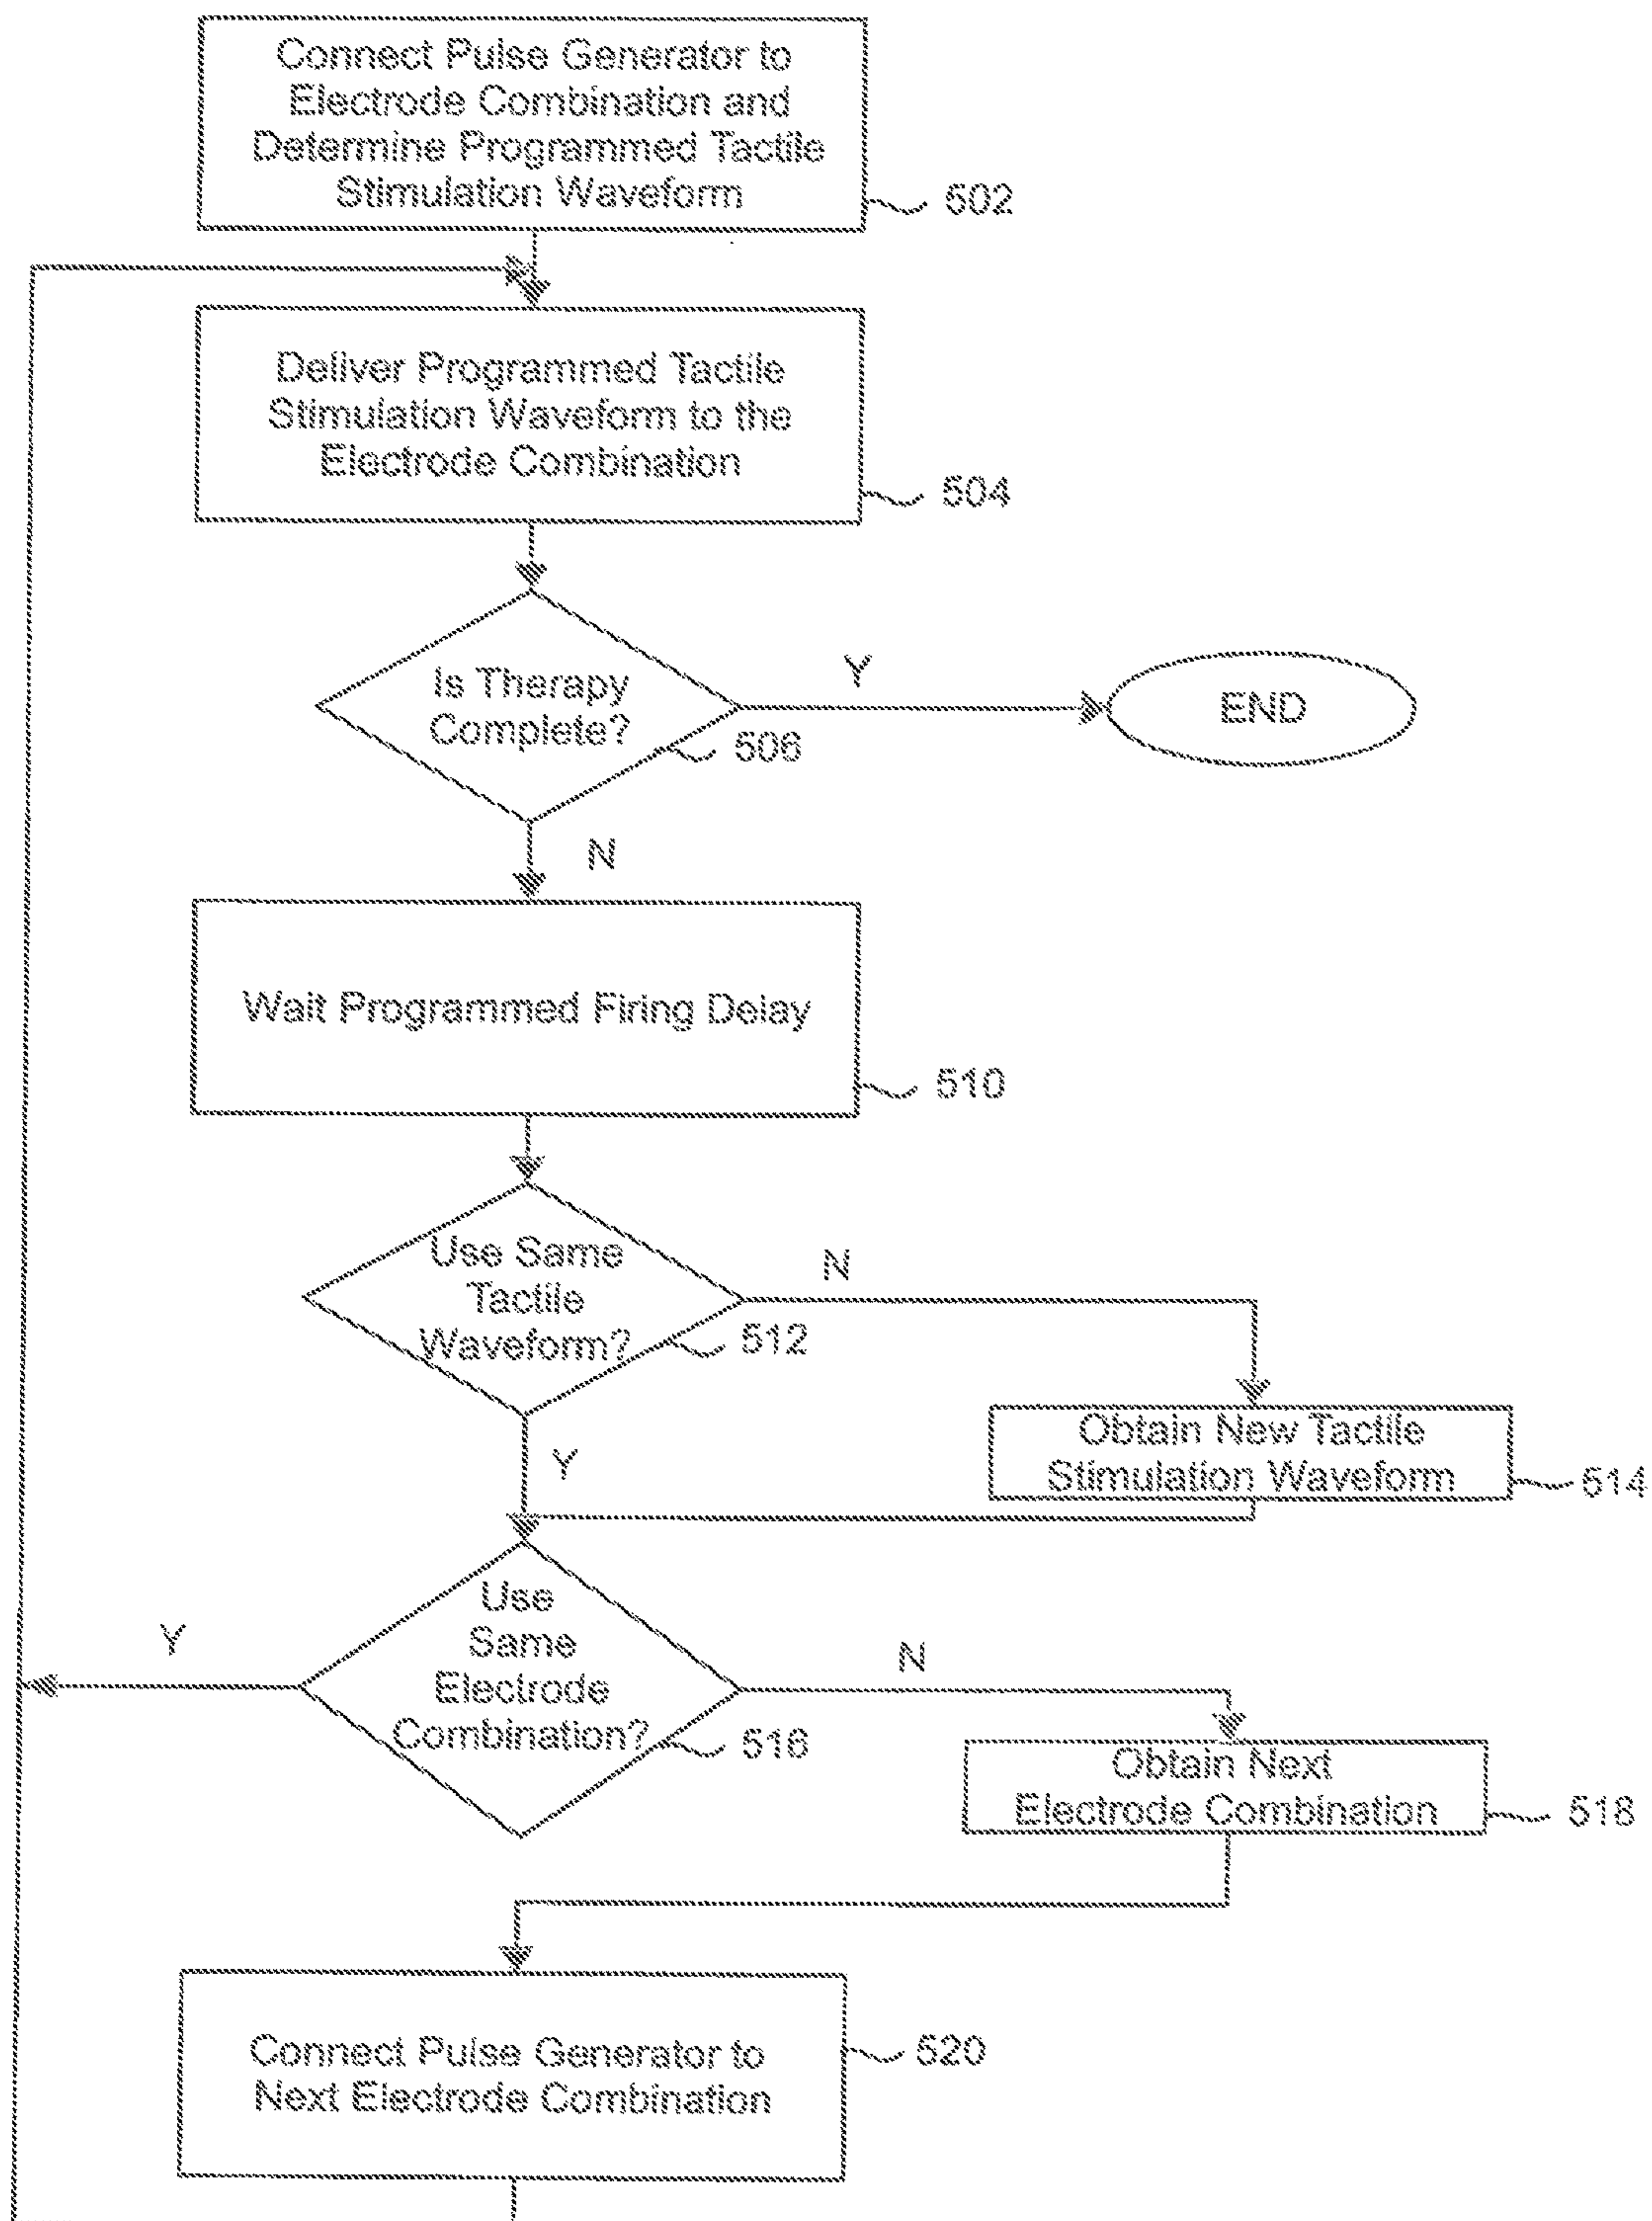 Connect Pulse Generator to
Electrode Combination and
Determine Programmed Tactile
Stimulation Waveform
502
Deliver Programmed Tactile
Stimulation Waveform to the
Electrode Combination
504
Is Therapy
Complete?
506
Y
END
N
Wait Programmed Firing Delay
510
Use Same
Tactile
Waveform?
512
N
Y
Obtain New Tactile
Stimulation Waveform
514
Use
Same
Electrode
Combination?
516
Y
N
Obtain Next
Electrode Combination
518
Connect Pulse Generator to
Next Electrode Combination
520